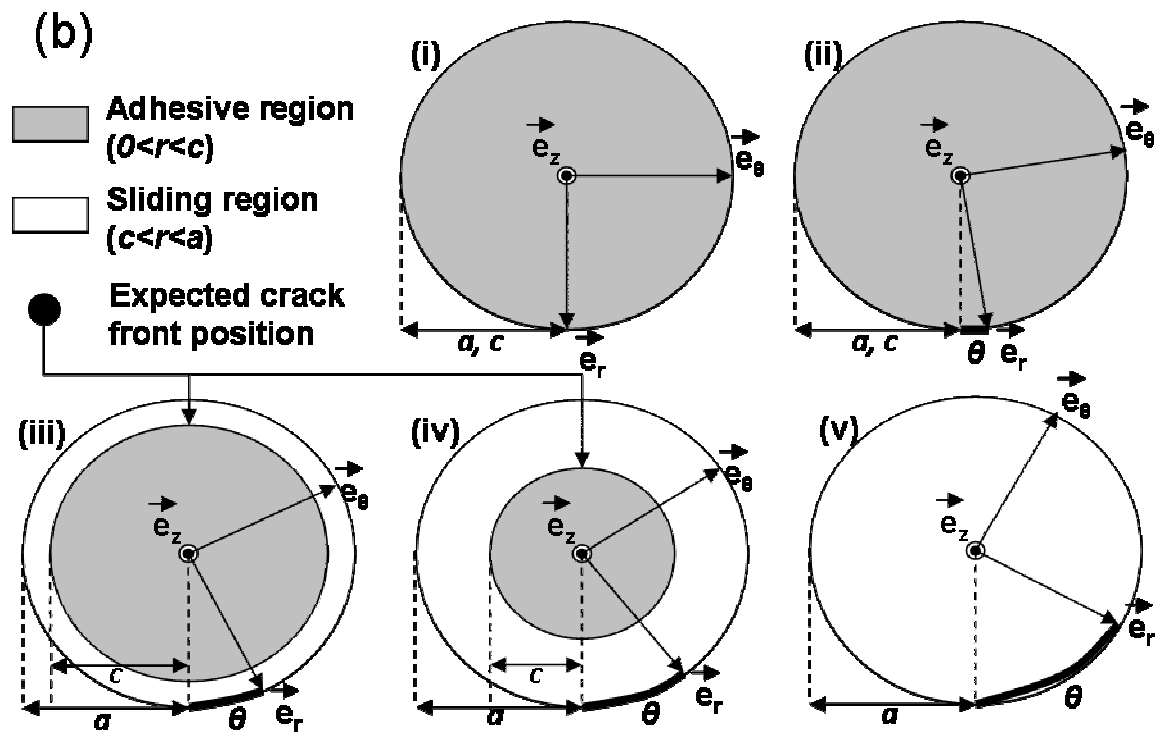 (b)
Adhesive region
(0<r<c)
Sliding region
(c<r<a)
Expected crack
front position
(i)
e_z
e_θ
a, c
e_r
(ii)
e_z
e_θ
a, c
θ
e_r
(iii)
e_z
e_θ
c
a
θ
e_r
(iv)
e_z
e_θ
c
a
θ
e_r
(v)
e_z
e_θ
a
θ
e_r